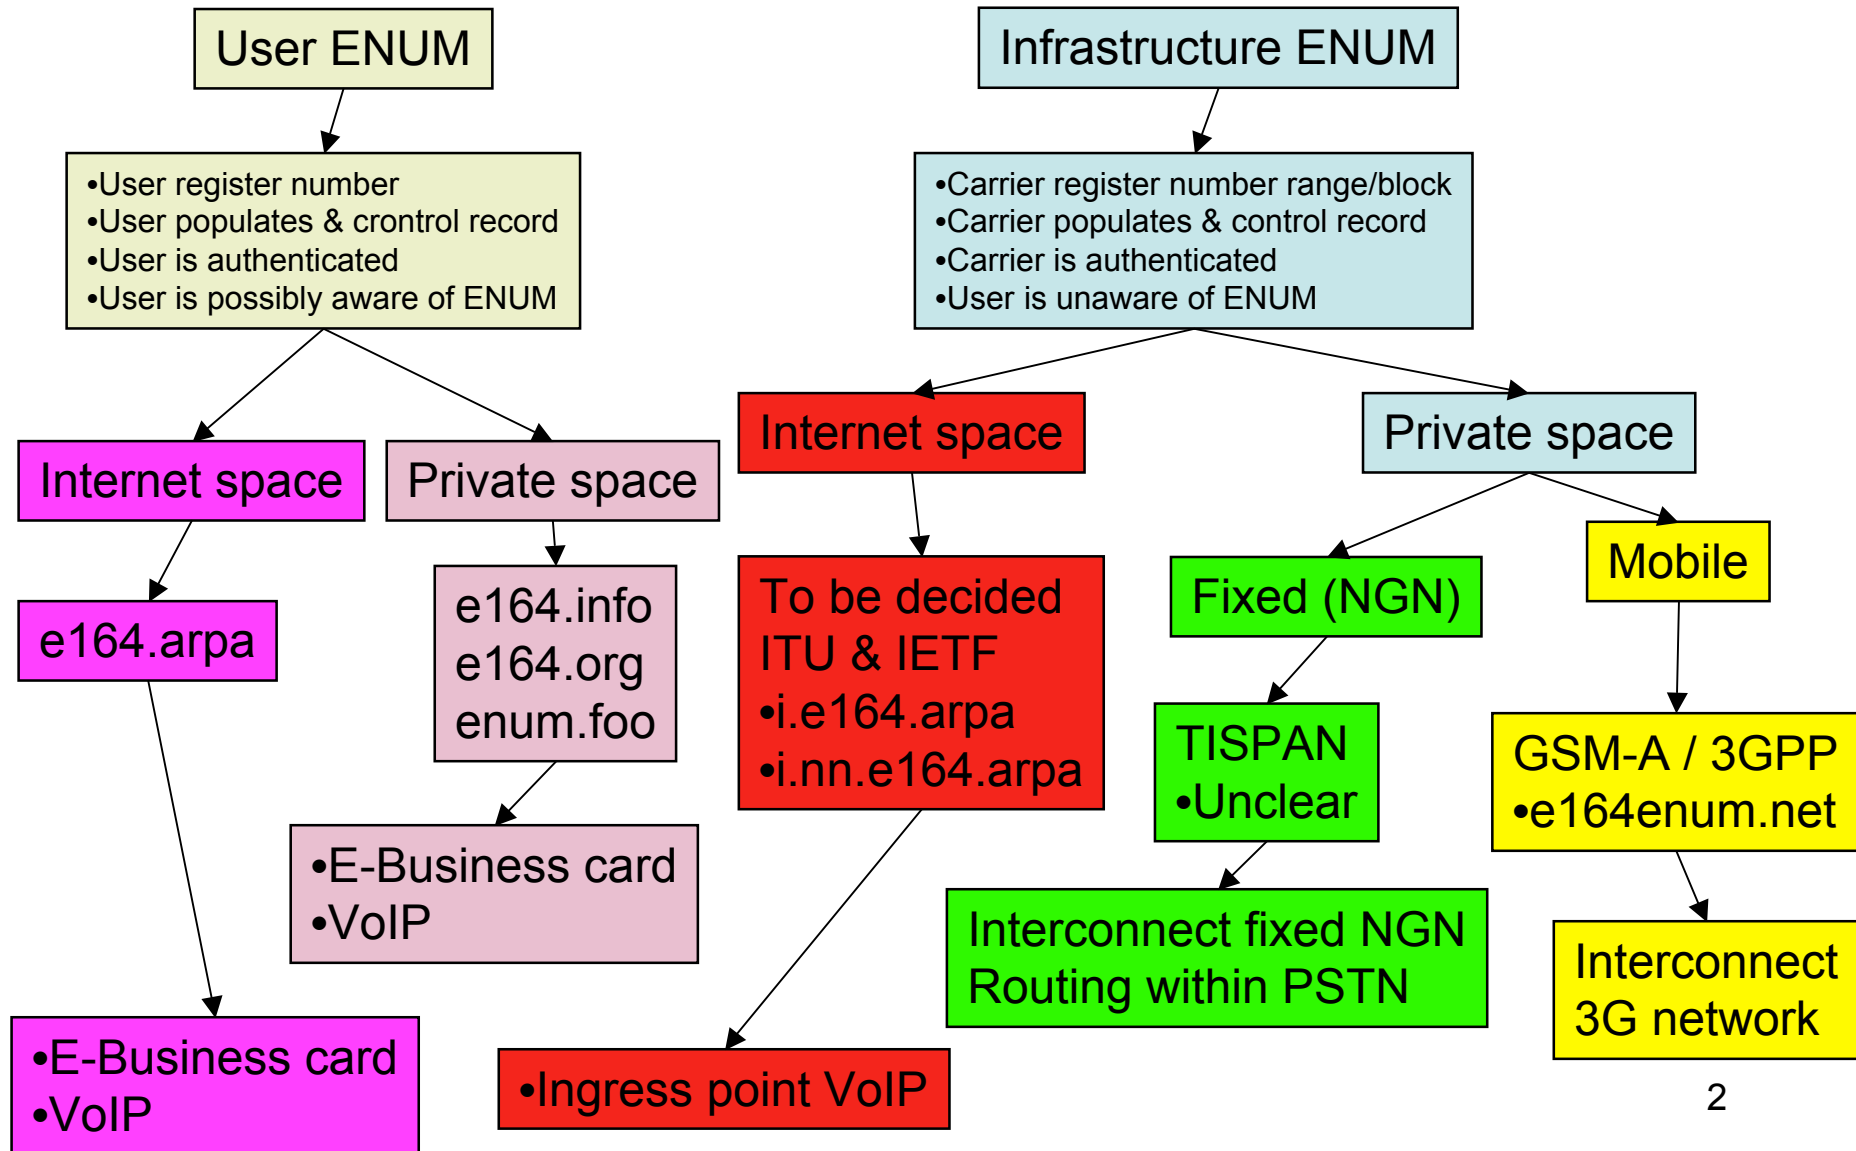 User ENUM
Infrastructure ENUM
•User register number
•User populates & crontrol record
•User is authenticated
•User is possibly aware of ENUM
•Carrier register number range/block
•Carrier populates & control record
•Carrier is authenticated
•User is unaware of ENUM
Internet space
Private space
Internet space
Private space
e164.arpa
e164.info
e164.org
enum.foo
To be decided
ITU & IETF
•i.e164.arpa
•i.nn.e164.arpa
Fixed (NGN)
Mobile
TISPAN
•Unclear
GSM-A / 3GPP
•e164enum.net
•E-Business card
•VoIP
•E-Business card
•VoIP
•Ingress point VoIP
Interconnect fixed NGN
Routing within PSTN
Interconnect
3G network
2